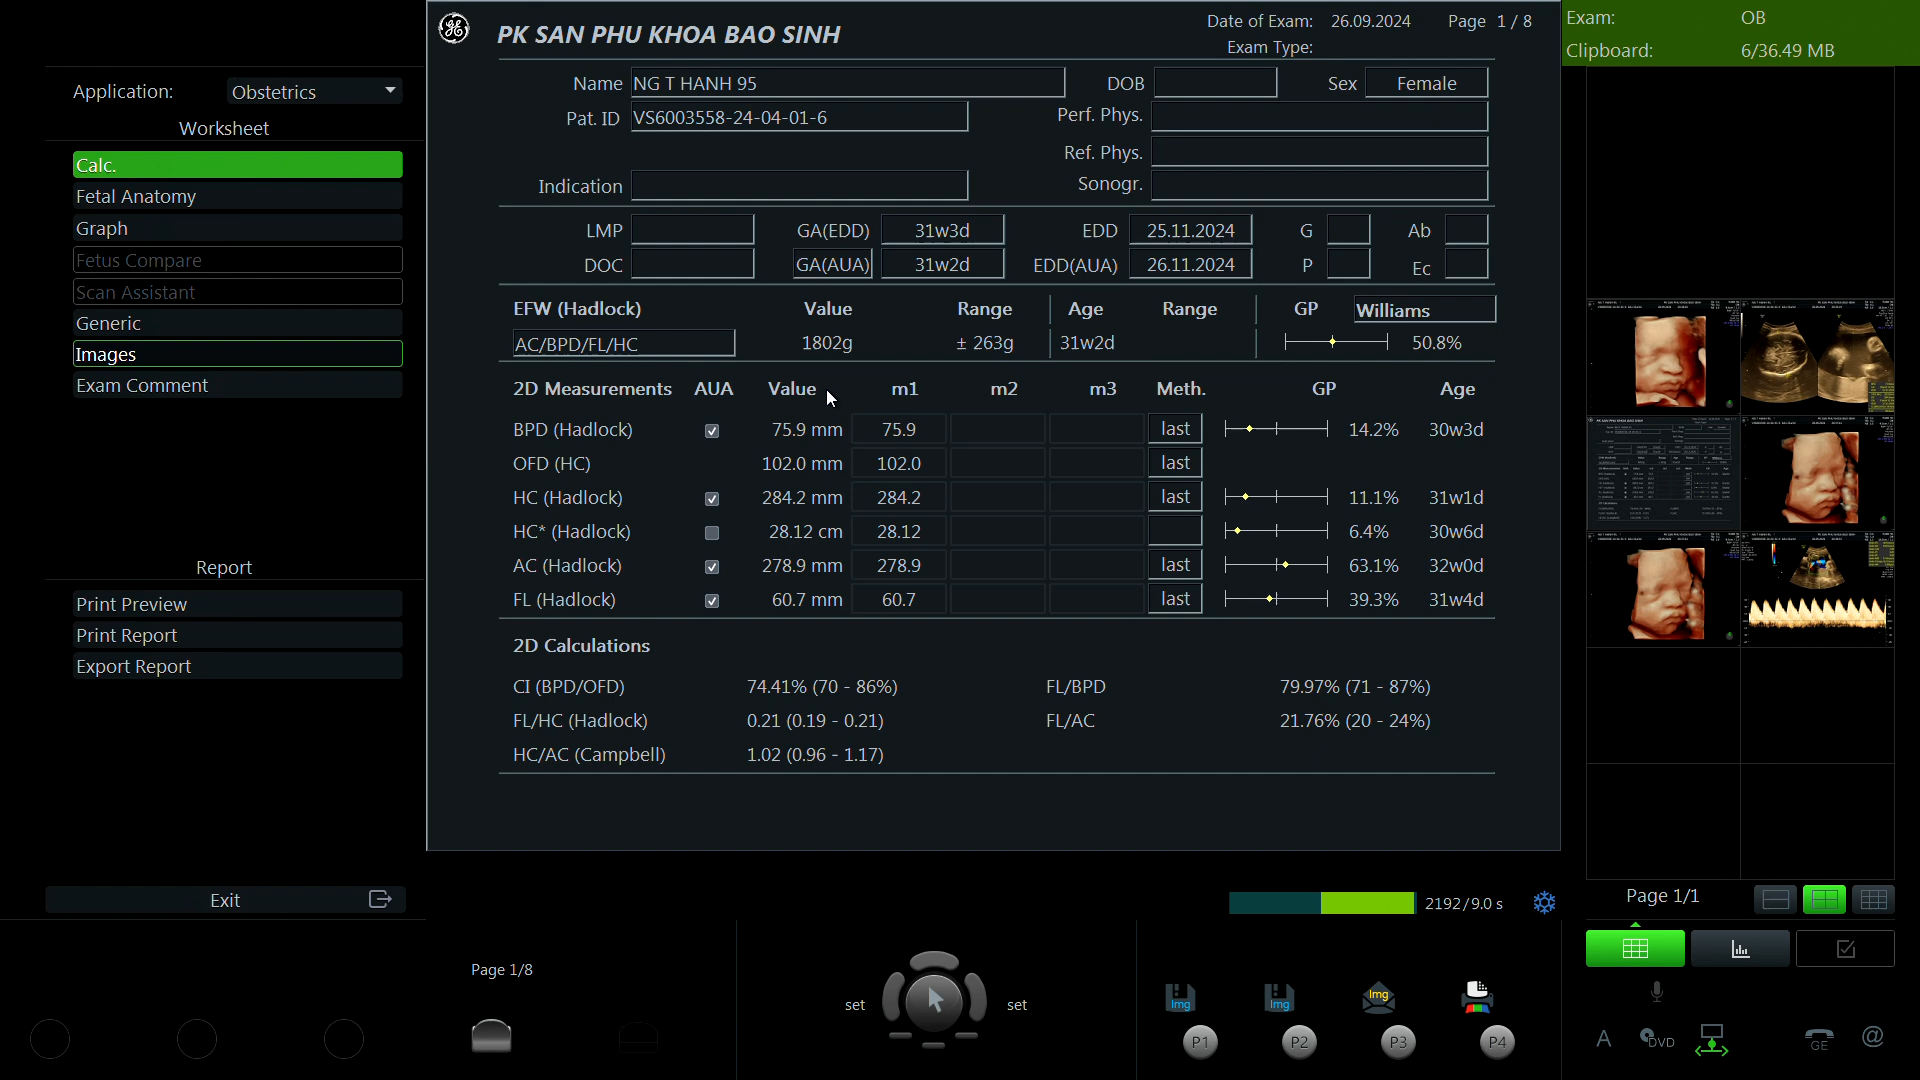 PK SAN PHU KHOA BAO SINH
Date of Exam: 26.09.2024 Page 1 / 8
Exam Type:
Exam: OB
Clipboard: 6/36.49 MB
Application: Obstetrics
Worksheet
Calc.
Fetal Anatomy
Graph
Fetus Compare
Scan Assistant
Generic
Images
Exam Comment
Report
Print Preview
Print Report
Export Report
Exit
Name NG T HANH 95 DOB Sex Female
Pat. ID VS6003558-24-04-01-6 Perf. Phys.
Ref. Phys.
Indication Sonogr.
LMP GA(EDD) 31w3d EDD 25.11.2024 G Ab
DOC GA(AUA) 31w2d EDD(AUA) 26.11.2024 P Ec
EFW (Hadlock) Value Range Age Range GP Williams
AC/BPD/FL/HC 1802g ± 263g 31w2d 50.8%
2D Measurements AUA Value m1 m2 m3 Meth. GP Age
BPD (Hadlock) 75.9 mm 75.9 last 14.2% 30w3d
OFD (HC) 102.0 mm 102.0 last
HC (Hadlock) 284.2 mm 284.2 last 11.1% 31w1d
HC* (Hadlock) 28.12 cm 28.12 6.4% 30w6d
AC (Hadlock) 278.9 mm 278.9 last 63.1% 32w0d
FL (Hadlock) 60.7 mm 60.7 last 39.3% 31w4d
2D Calculations
CI (BPD/OFD) 74.41% (70 - 86%) FL/BPD 79.97% (71 - 87%)
FL/HC (Hadlock) 0.21 (0.19 - 0.21) FL/AC 21.76% (20 - 24%)
HC/AC (Campbell) 1.02 (0.96 - 1.17)
2192/9.0 s
Page 1/1
Page 1/8
set set
Img Img Img
P1 P2 P3 P4
A DVD GE @